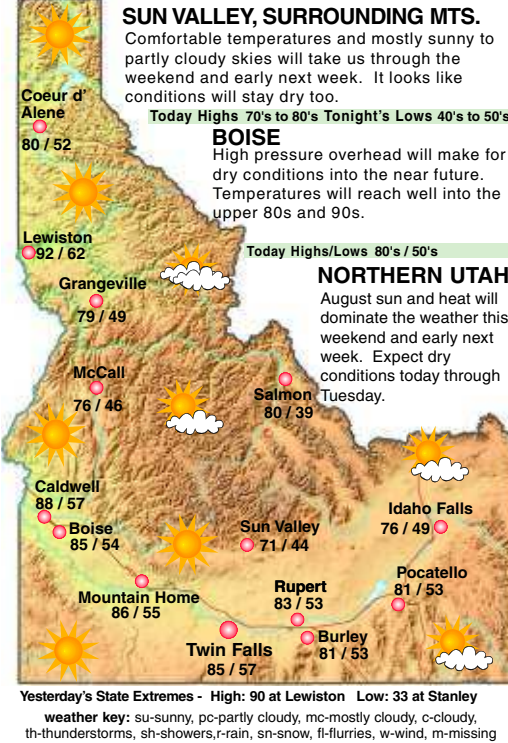 SUN VALLEY, SURROUNDING MTS.
Comfortable temperatures and mostly sunny to
partly cloudy skies will take us through the
weekend and early next week. It looks like
conditions will stay dry too.
Today Highs 70's to 80's Tonight's Lows 40's to 50's
BOISE
High pressure overhead will make for
dry conditions into the near future.
Temperatures will reach well into the
upper 80s and 90s.
Today Highs/Lows 80's / 50's
NORTHERN UTAH
August sun and heat will
dominate the weather this
weekend and early next
week. Expect dry
conditions today through
Tuesday.
Coeur d'
Alene
80 / 52
Lewiston
92 / 62
Grangeville
79 / 49
McCall
76 / 46
Salmon
80 / 39
Caldwell
88 / 57
Boise
85 / 54
Sun Valley
71 / 44
Idaho Falls
76 / 49
Mountain Home
86 / 55
Rupert
83 / 53
Pocatello
81 / 53
Twin Falls
85 / 57
Burley
81 / 53
Yesterday's State Extremes - High: 90 at Lewiston Low: 33 at Stanley
weather key: su-sunny, pc-partly cloudy, mc-mostly cloudy, c-cloudy,
th-thunderstorms, sh-showers,r-rain, sn-snow, fl-flurries, w-wind, m-missing